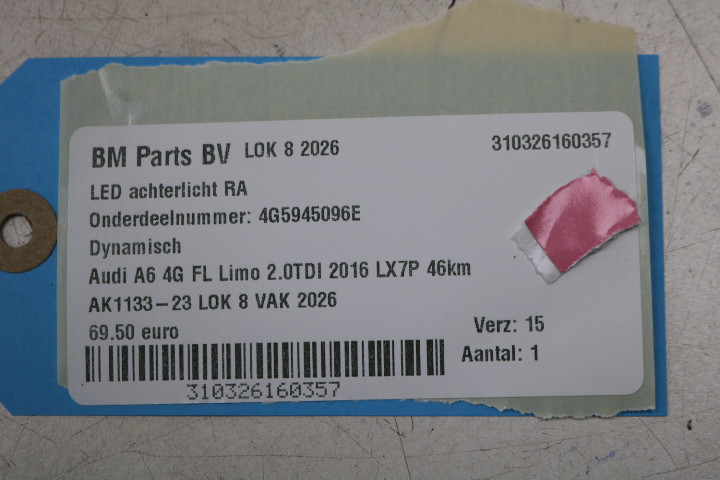 BM Parts BV LOK 8 2026 310326160357
LED achterlicht RA
Onderdeelnummer: 4G5945096E
Dynamisch
Audi A6 4G FL Limo 2.0TDI 2016 LX7P 46km
AK1133-23 LOK 8 VAK 2026
69.50 euro Verz: 15
Aantal: 1
310326160357